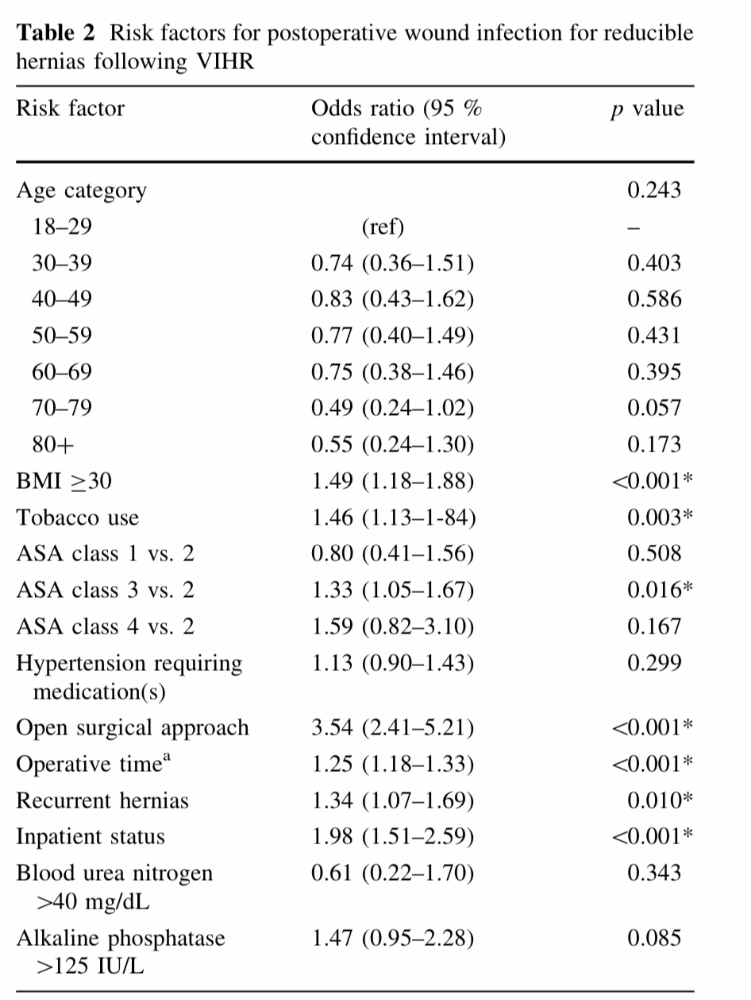 Table 2 Risk factors for postoperative wound infection for reducible
hernias following VIHR
Risk factor Odds ratio (95 % p value
confidence interval)
Age category 0.243
18–29 (ref) –
30–39 0.74 (0.36–1.51) 0.403
40–49 0.83 (0.43–1.62) 0.586
50–59 0.77 (0.40–1.49) 0.431
60–69 0.75 (0.38–1.46) 0.395
70–79 0.49 (0.24–1.02) 0.057
80+ 0.55 (0.24–1.30) 0.173
BMI ≥30 1.49 (1.18–1.88) <0.001*
Tobacco use 1.46 (1.13–1-84) 0.003*
ASA class 1 vs. 2 0.80 (0.41–1.56) 0.508
ASA class 3 vs. 2 1.33 (1.05–1.67) 0.016*
ASA class 4 vs. 2 1.59 (0.82–3.10) 0.167
Hypertension requiring 1.13 (0.90–1.43) 0.299
medication(s)
Open surgical approach 3.54 (2.41–5.21) <0.001*
Operative timeᵃ 1.25 (1.18–1.33) <0.001*
Recurrent hernias 1.34 (1.07–1.69) 0.010*
Inpatient status 1.98 (1.51–2.59) <0.001*
Blood urea nitrogen 0.61 (0.22–1.70) 0.343
>40 mg/dL
Alkaline phosphatase 1.47 (0.95–2.28) 0.085
>125 IU/L